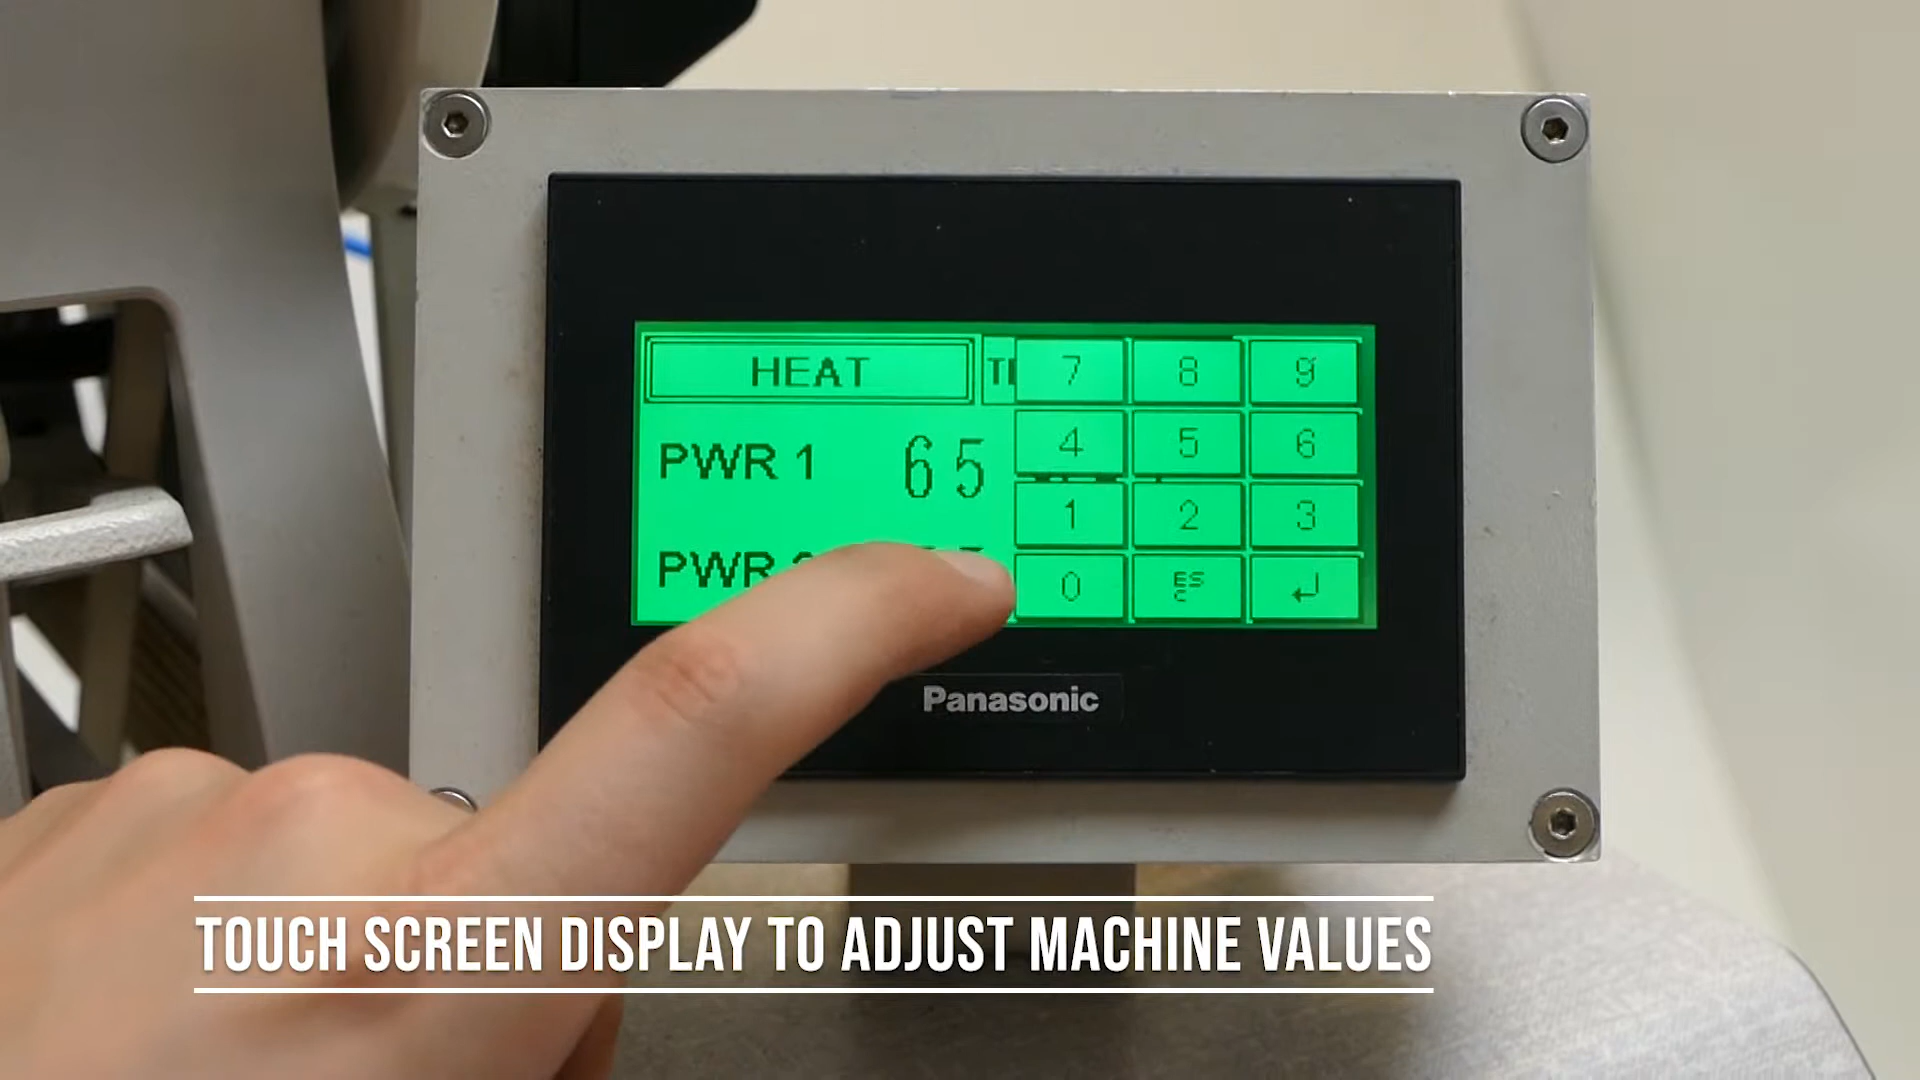 HEAT
7 8 9
PWR 1 65
4 5 6
1 2 3
PWR
0 ESC ↵
Panasonic
TOUCH SCREEN DISPLAY TO ADJUST MACHINE VALUES